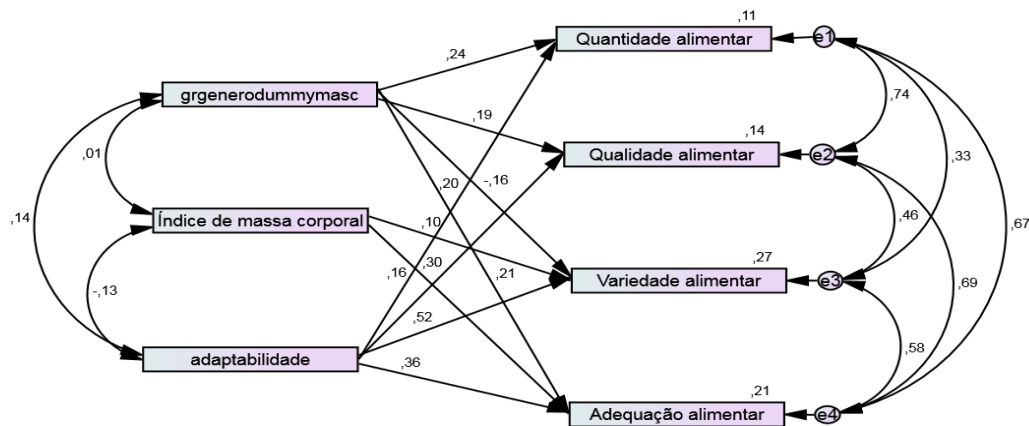 ,11
Quantidade alimentar
e1
,24
grgenerodummymasc
,74
,19
,14
Qualidade alimentar
e2
,33
,01
,20
-,16
,46
Índice de massa corporal
,14
,10
,67
,27
,16
,30
,21
Variedade alimentar
e3
,69
-,13
,52
adaptabilidade
,36
,58
,21
Adequação alimentar
e4